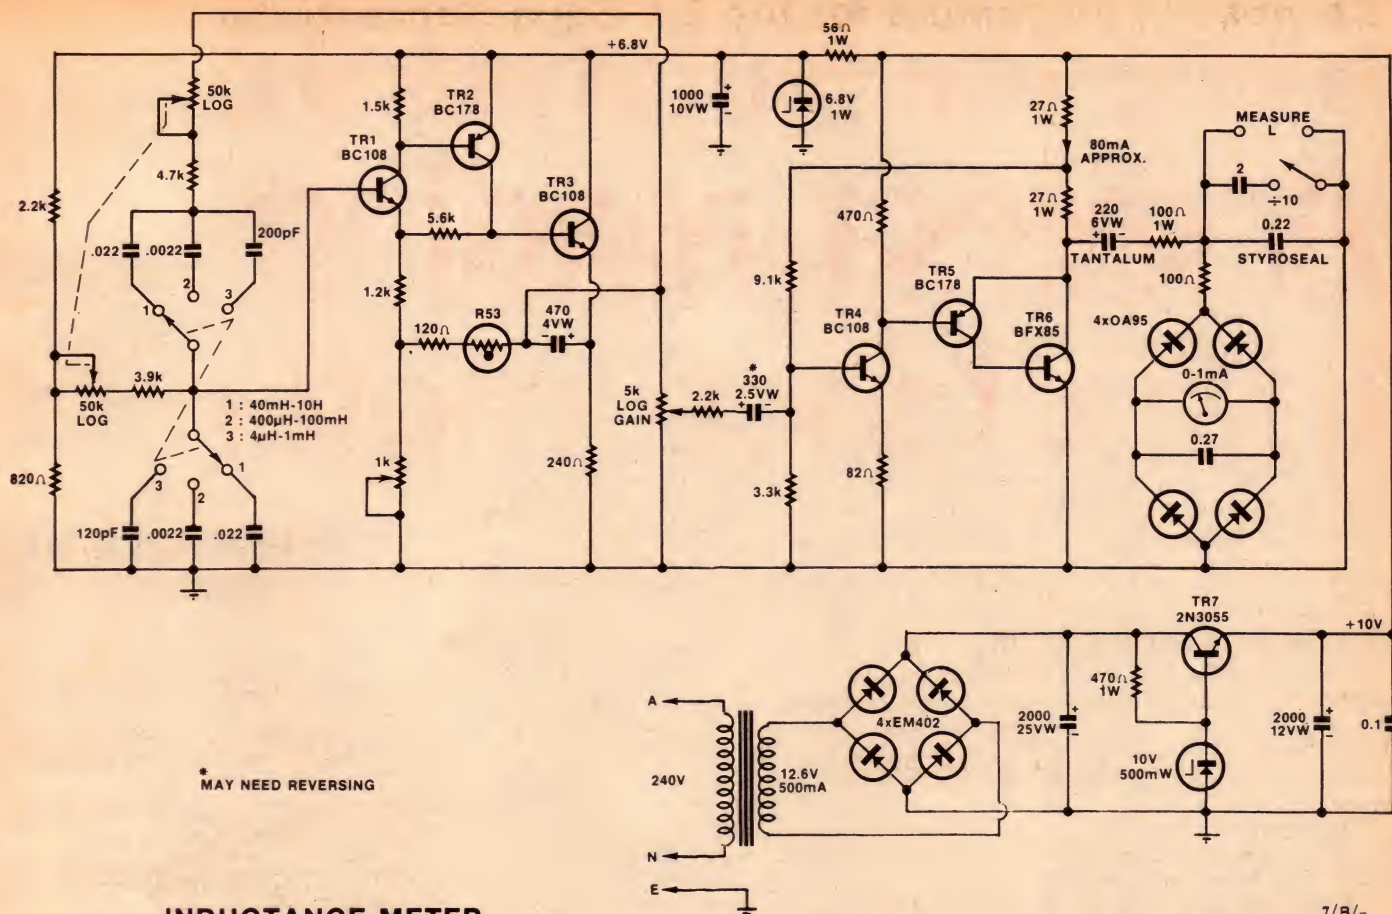 +6.8V
56Ω
1W
50k
LOG
1.5k
TR2
BC178
1000
10VW
+
-
6.8V
1W
27Ω
1W
MEASURE
L
TR1
BC108
80mA
APPROX.
2
÷10
4.7k
TR3
BC108
2.2k
470Ω
27Ω
1W
220
6VW
+
-
TANTALUM
100Ω
1W
0.22
STYROSEAL
.022
.0022
200pF
5.6k
1
2
3
1.2k
9.1k
TR5
BC178
100Ω
120Ω
R53
470
4VW
-
+
TR4
BC108
TR6
BFX85
4xOA95
3.9k
50k
LOG
1 : 40mH-10H
2 : 400µH-100mH
3 : 4µH-1mH
5k
LOG
GAIN
2.2k
*
330
2.5VW
+
-
0-1mA
0.27
820Ω
3
2
1
1k
240Ω
3.3k
82Ω
120pF
.0022
.022
TR7
2N3055
+10V
A
240V
12.6V
500mA
4xEM402
2000
25VW
+
-
470Ω
1W
10V
500mW
2000
12VW
+
-
0.1
*
MAY NEED REVERSING
N
E
INDUCTANCE METER
7/B/-